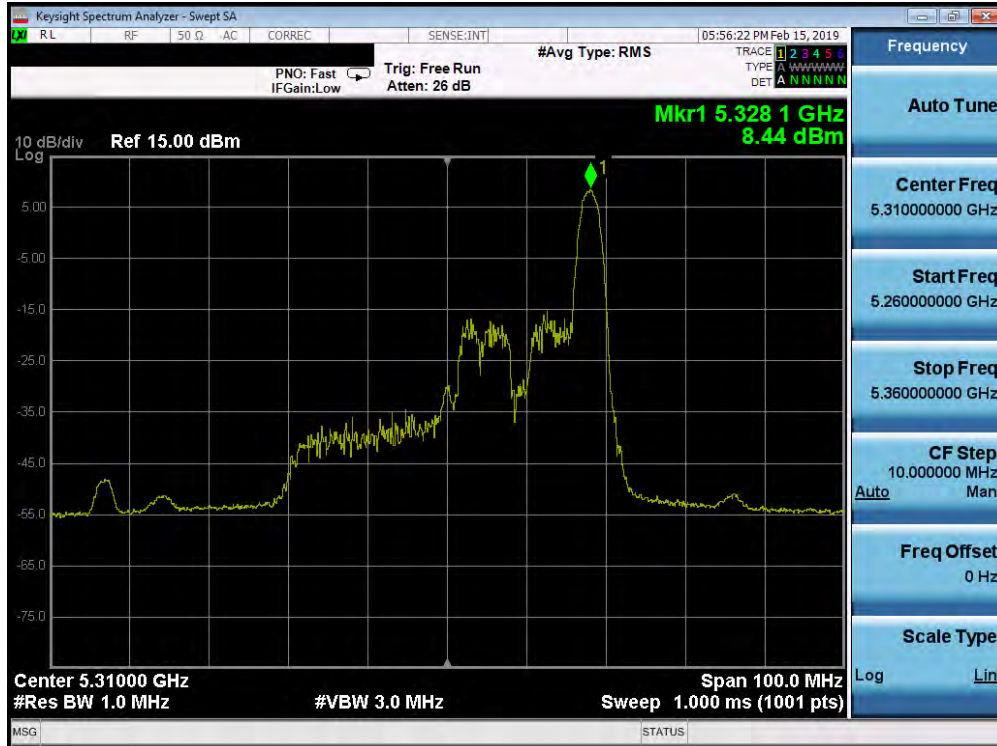 Keysight Spectrum Analyzer - Swept SA
LXI RL RF 50 Ω AC CORREC SENSE:INT 05:56:22 PM Feb 15, 2019
#Avg Type: RMS
TRACE 1 2 3 4 5 6
TYPE A WWWWW
DET A N N N N N
PNO: Fast Trig: Free Run
IFGain:Low Atten: 26 dB
Mkr1 5.328 1 GHz
8.44 dBm
10 dB/div Ref 15.00 dBm
Log
1
5.00
-5.00
-15.0
-25.0
-35.0
-45.0
-55.0
-65.0
-75.0
Center 5.31000 GHz Span 100.0 MHz
#Res BW 1.0 MHz #VBW 3.0 MHz Sweep 1.000 ms (1001 pts)
MSG STATUS
Frequency
Auto Tune
Center Freq
5.310000000 GHz
Start Freq
5.260000000 GHz
Stop Freq
5.360000000 GHz
CF Step
10.000000 MHz
Auto Man
Freq Offset
0 Hz
Scale Type
Log Lin